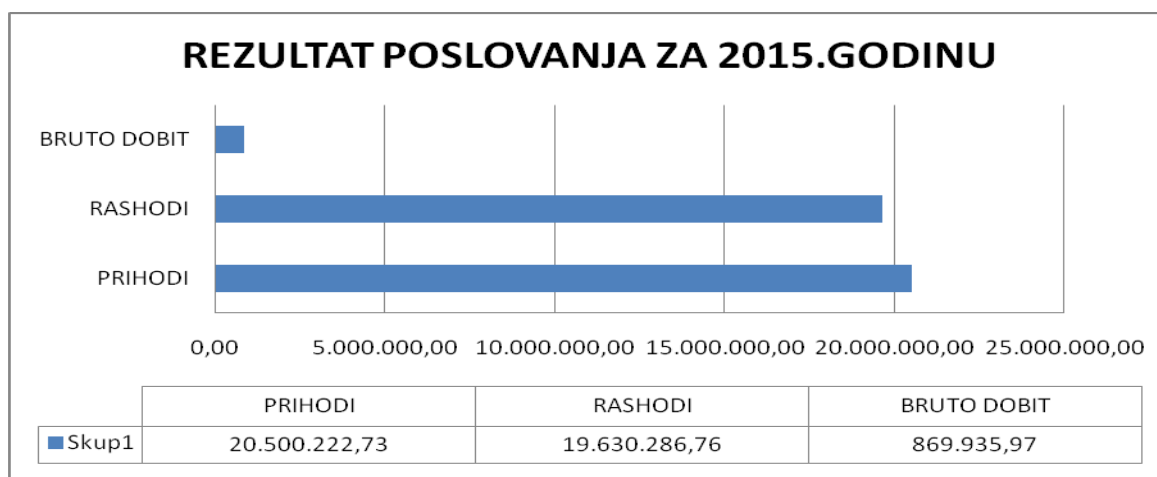 REZULTAT POSLOVANJA ZA 2015.GODINU
BRUTO DOBIT
RASHODI
PRIHODI
0,00 5.000.000,00 10.000.000,00 15.000.000,00 20.000.000,00 25.000.000,00
PRIHODI RASHODI BRUTO DOBIT
Skup1 20.500.222,73 19.630.286,76 869.935,97